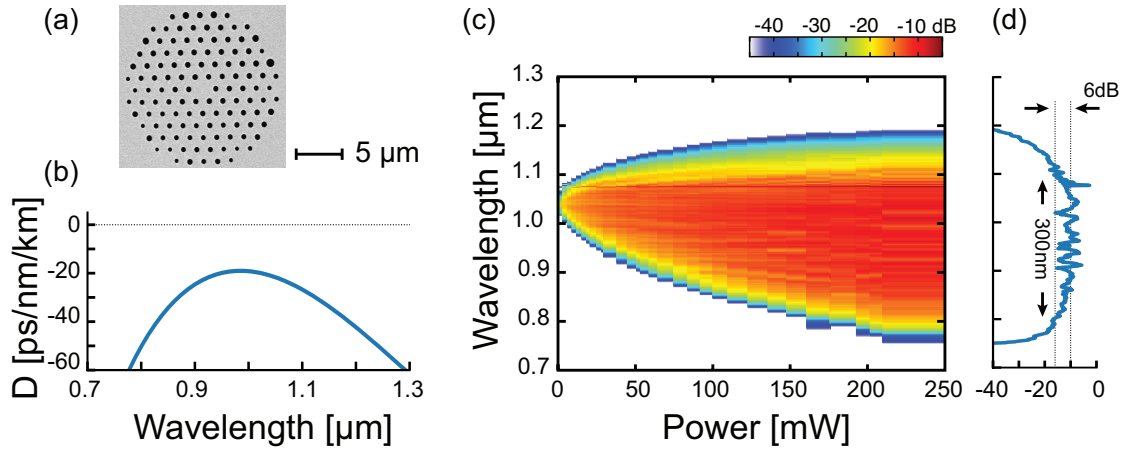 (a)
5 μm
(b)
0
-20
-40
-60
0.7
0.9
1.1
1.3
D [ps/nm/km]
Wavelength [μm]
(c)
-40
-30
-20
-10 dB
1.3
1.2
1.1
1.0
0.9
0.8
0.7
Wavelength [μm]
0
50
100
150
200
250
Power [mW]
(d)
6dB
300nm
-40
-20
0